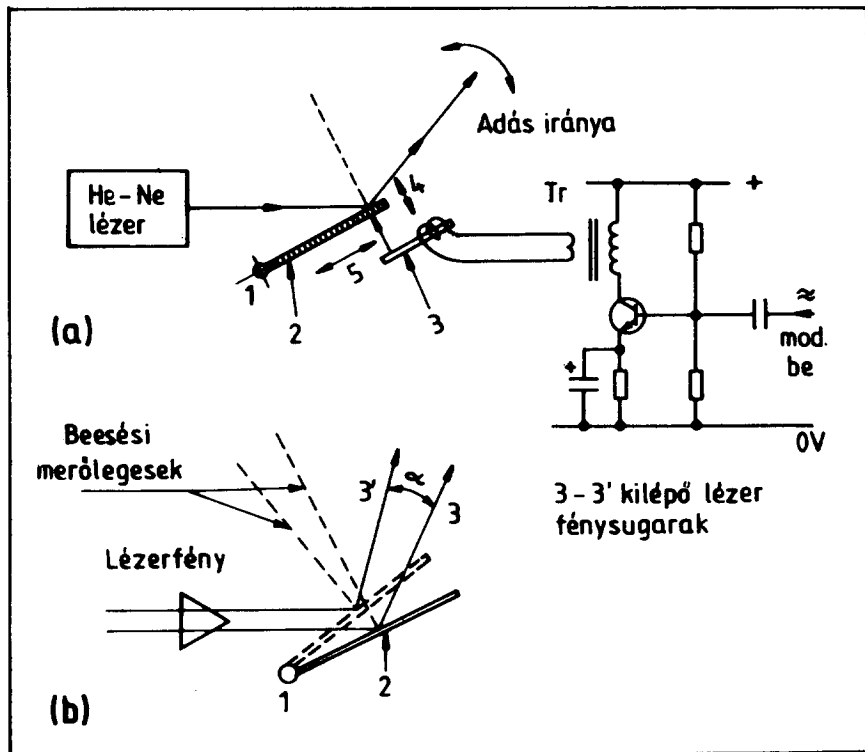 He-Ne
lézer
Adás iránya
4
5
1
2
3
(a)
Tr
+
≈
mod.
be
+
0V
Beesési
merőlegesek
Lézerfény
3'
α
3
1
2
(b)
3-3' kilépő lézer
fénysugarak